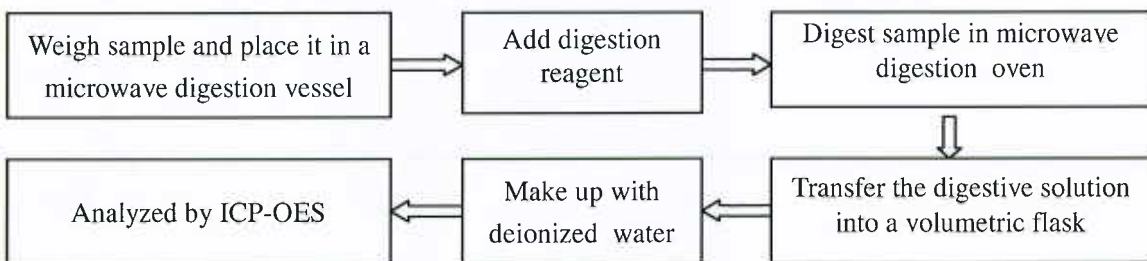 Weigh sample and place it in a
microwave digestion vessel
Add digestion
reagent
Digest sample in microwave
digestion oven
Transfer the digestive solution
into a volumetric flask
Make up with
deionized water
Analyzed by ICP-OES